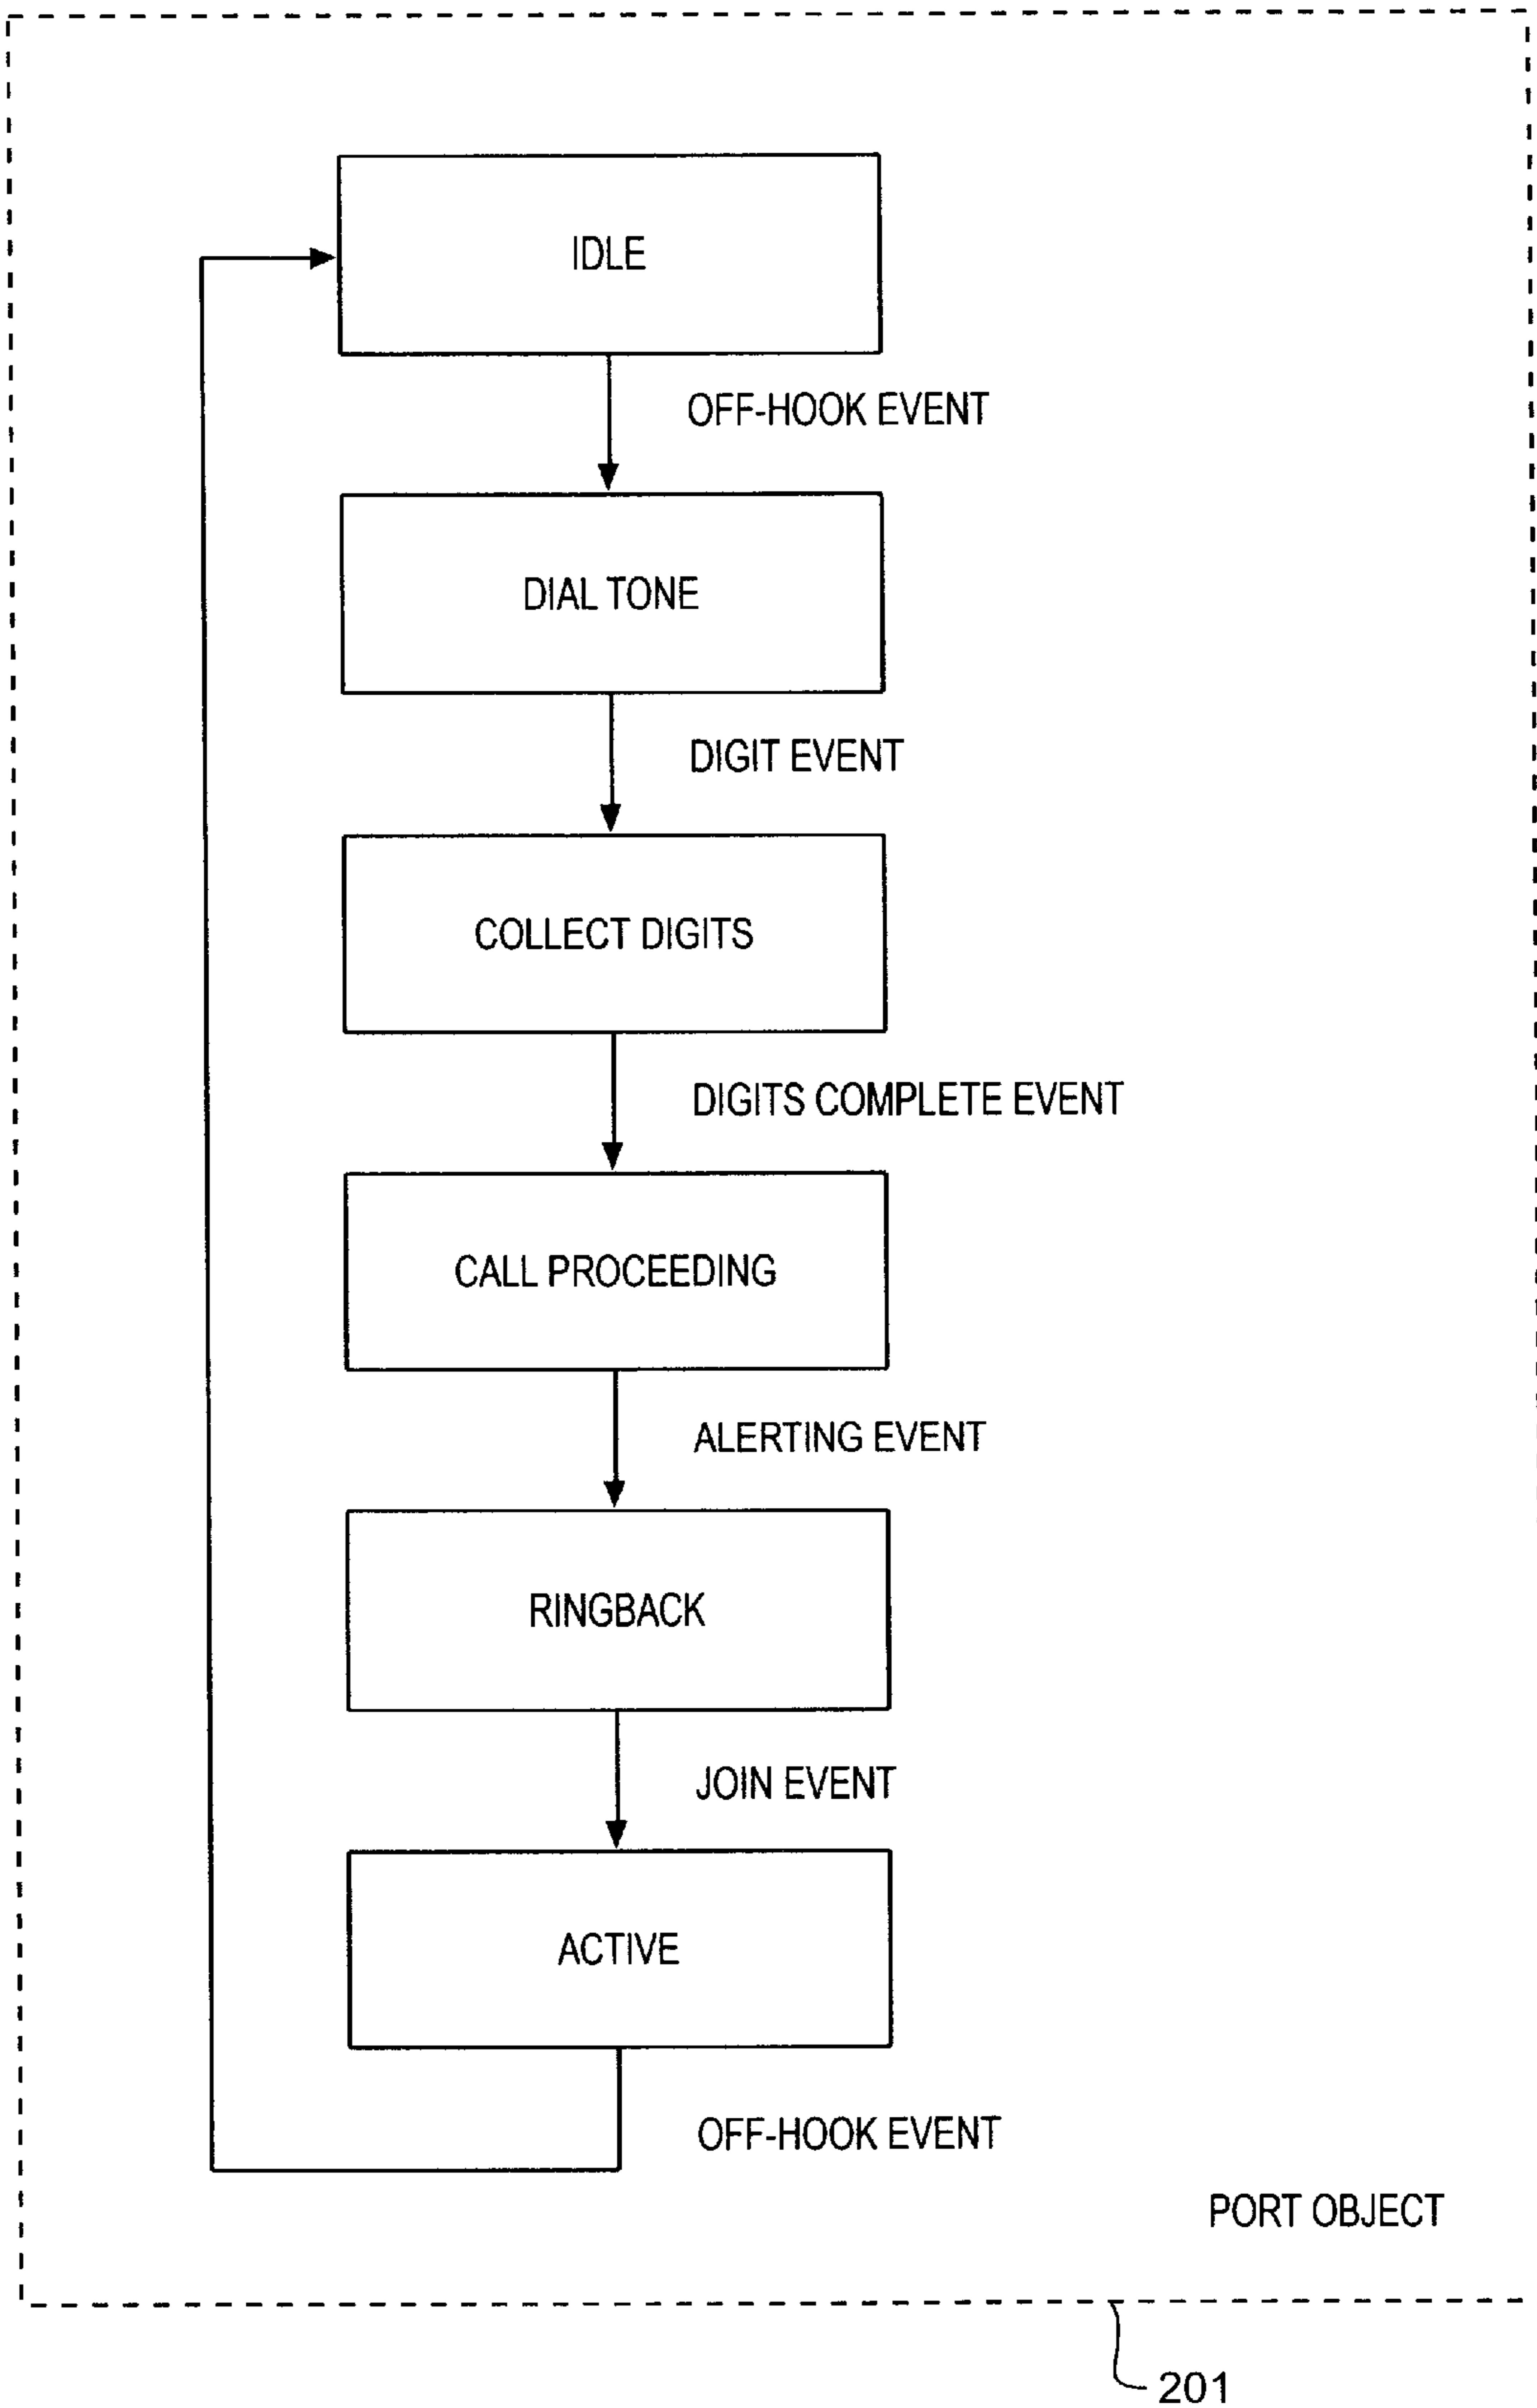 IDLE
OFF-HOOK EVENT
DIAL TONE
DIGIT EVENT
COLLECT DIGITS
DIGITS COMPLETE EVENT
CALL PROCEEDING
ALERTING EVENT
RINGBACK
JOIN EVENT
ACTIVE
OFF-HOOK EVENT
PORT OBJECT
201